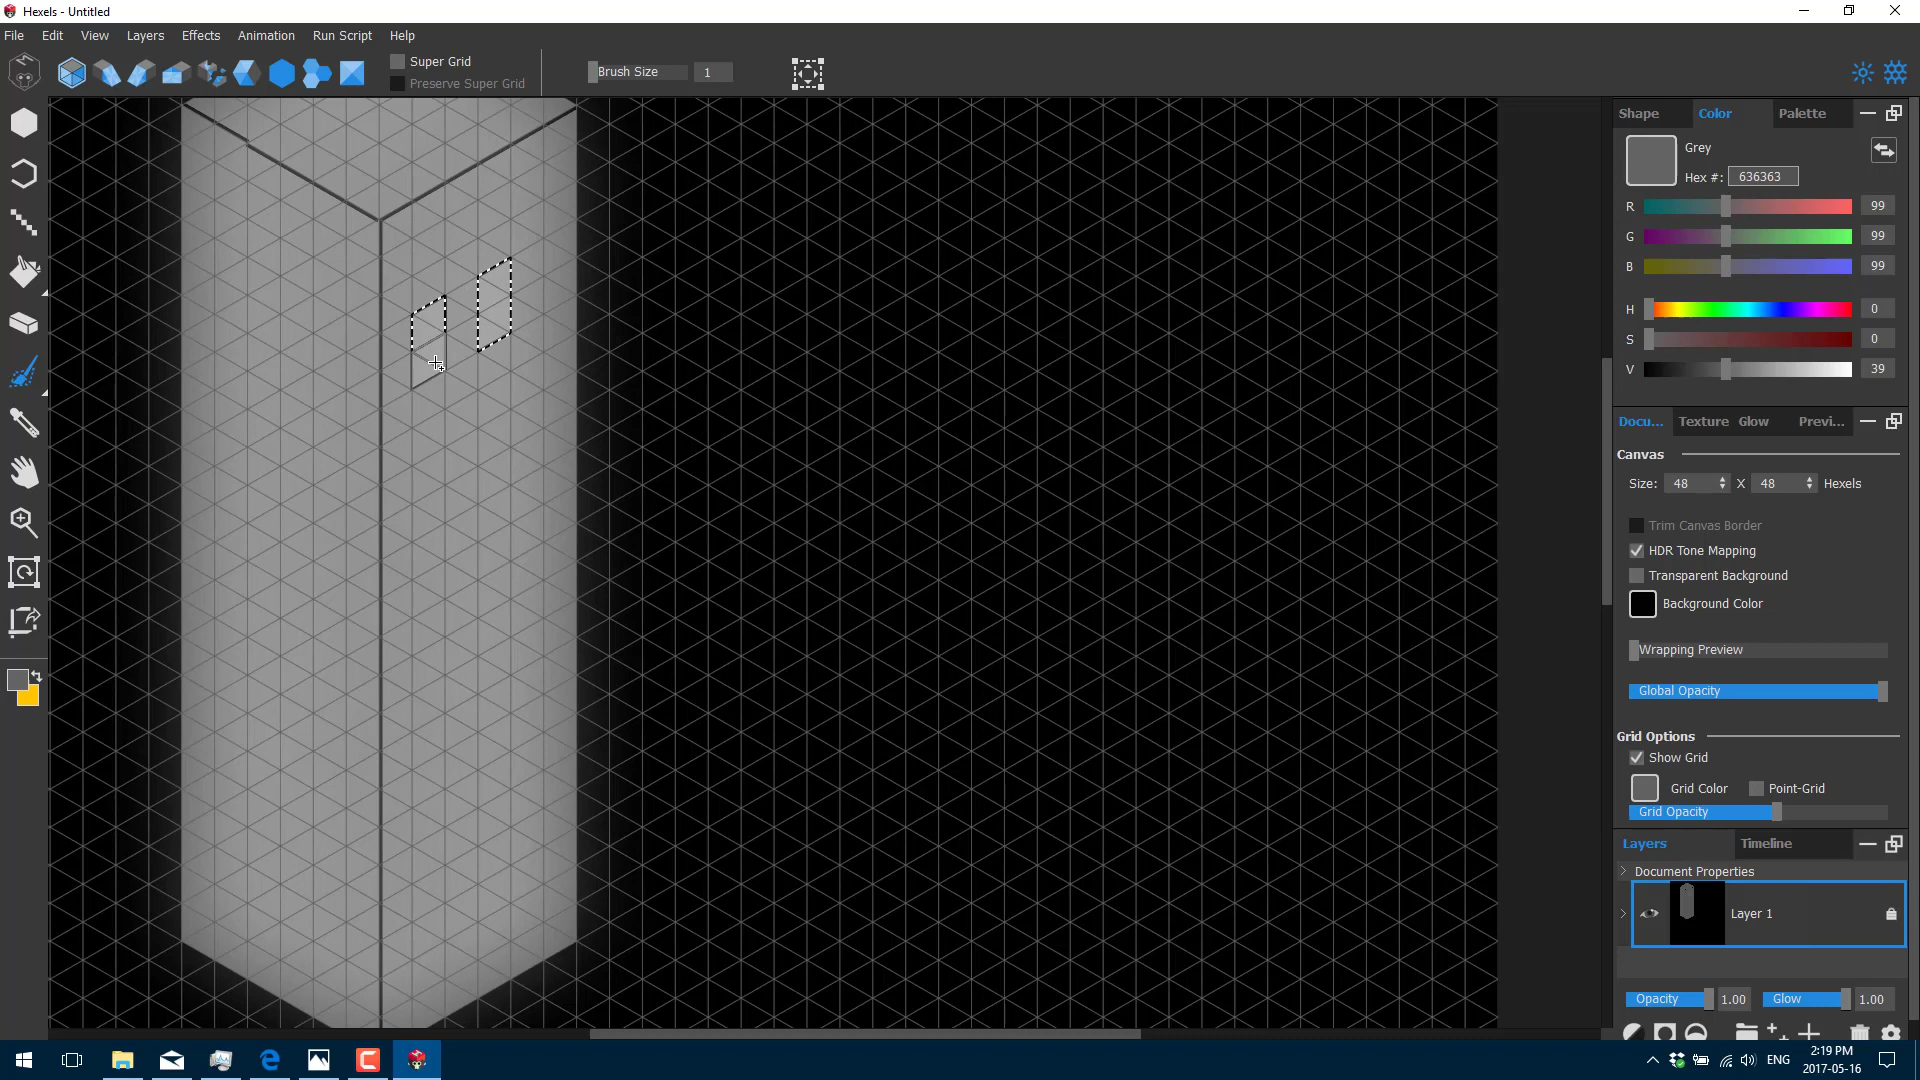 Hexels - Untitled
File Edit View Layers Effects Animation Run Script Help
Super Grid
Preserve Super Grid
Brush Size 1
Shape Color Palette
Grey
Hex #: 636363
R 99
G 99
B 99
H 0
S 0
V 39
Docu... Texture Glow Previ...
Canvas
Size: 48 X 48 Hexels
Trim Canvas Border
HDR Tone Mapping
Transparent Background
Background Color
Wrapping Preview
Global Opacity
Grid Options
Show Grid
Grid Color Point-Grid
Grid Opacity
Layers Timeline
Document Properties
Layer 1
Opacity 1.00 Glow 1.00
ENG
2:19 PM
2017-05-16